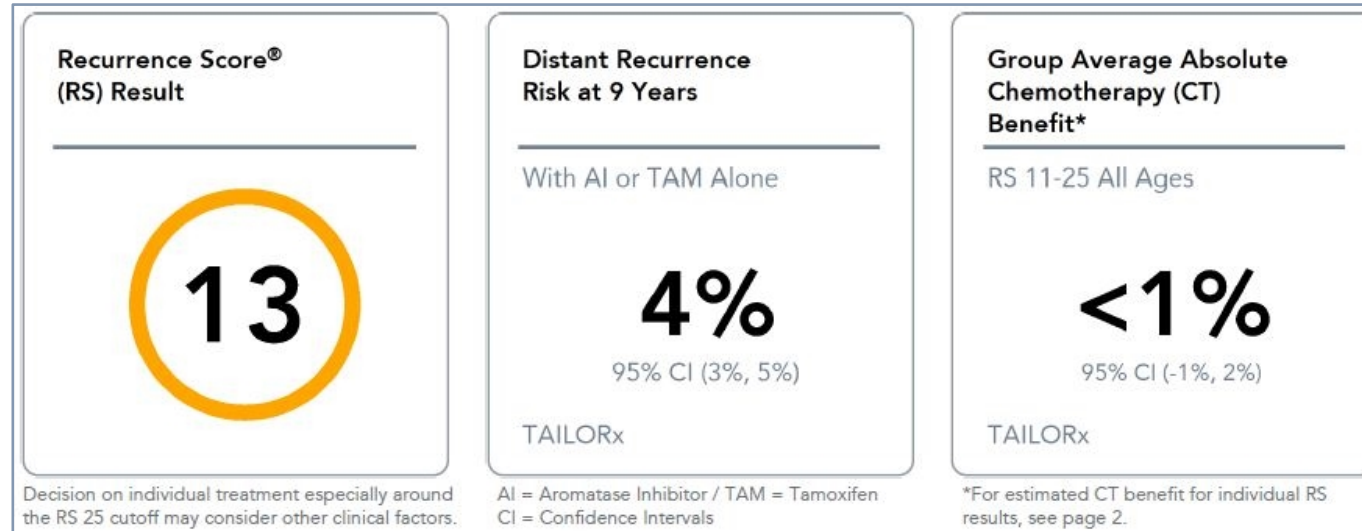 Recurrence Score®
(RS) Result
13
Decision on individual treatment especially around
the RS 25 cutoff may consider other clinical factors.
Distant Recurrence
Risk at 9 Years
With AI or TAM Alone
4%
95% CI (3%, 5%)
TAILORx
AI = Aromatase Inhibitor / TAM = Tamoxifen
CI = Confidence Intervals
Group Average Absolute
Chemotherapy (CT)
Benefit*
RS 11-25 All Ages
<1%
95% CI (-1%, 2%)
TAILORx
*For estimated CT benefit for individual RS
results, see page 2.